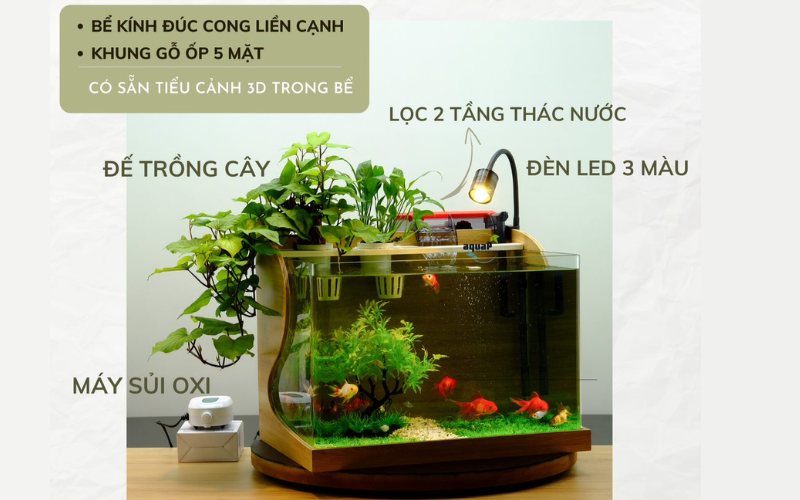 • BỂ KÍNH ĐÚC CONG LIỀN CẠNH
• KHUNG GỖ ỐP 5 MẶT
CÓ SẴN TIỂU CẢNH 3D TRONG BỂ
LỌC 2 TẦNG THÁC NƯỚC
ĐẾ TRỒNG CÂY
ĐÈN LED 3 MÀU
aquaP
MÁY SỦI OXI